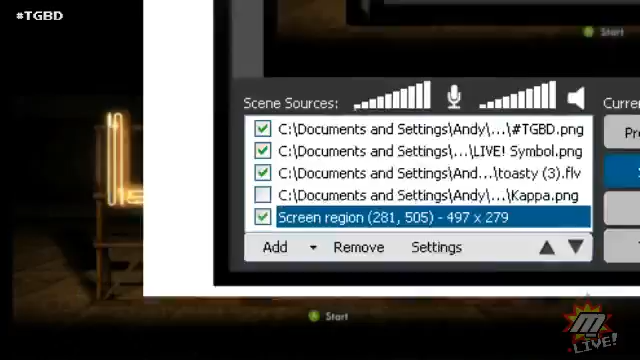 #TGBD
Start
Scene Sources:
Curre
C:\Documents and Settings\Andy\...\#TGBD.png
Pre
C:\Documents and Settings\...\LIVE! Symbol.png
C:\Documents and Settings\And...\toasty (3).flv
C:\Documents and Settings\Andy\...\Kappa.png
Screen region (281, 505) - 497 x 279
Add Remove Settings
Start
M
LIVE!